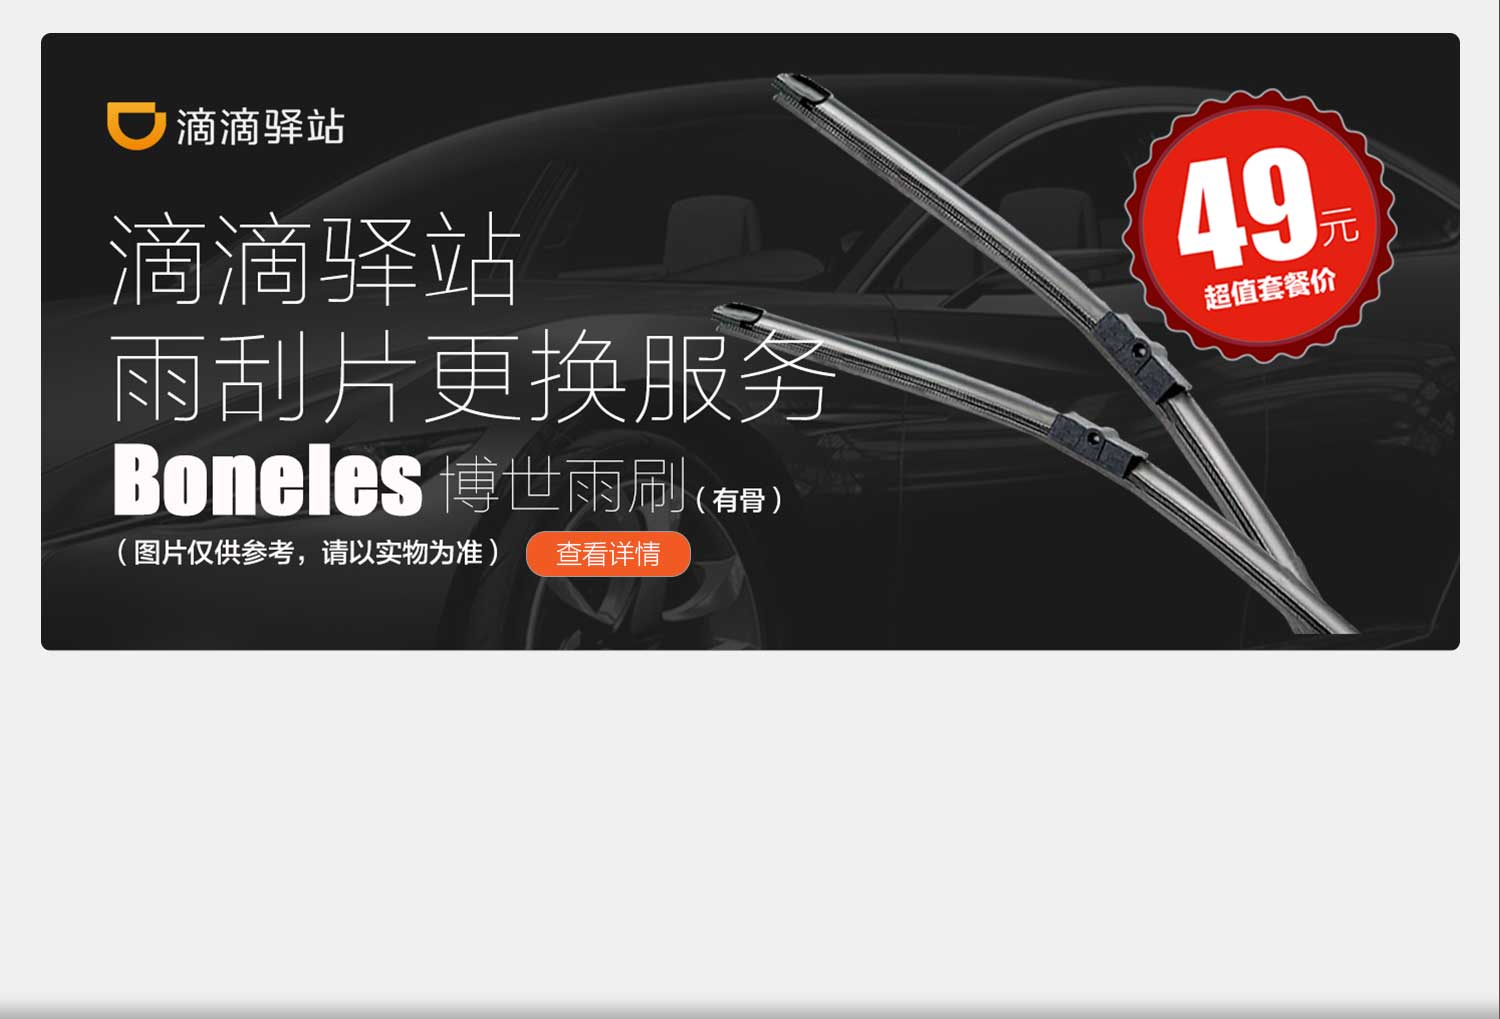 滴滴驿站
滴滴驿站
雨刮片更换服务
Boneles 博世雨刷（有骨）
（图片仅供参考，请以实物为准）
查看详情
49元
超值套餐价